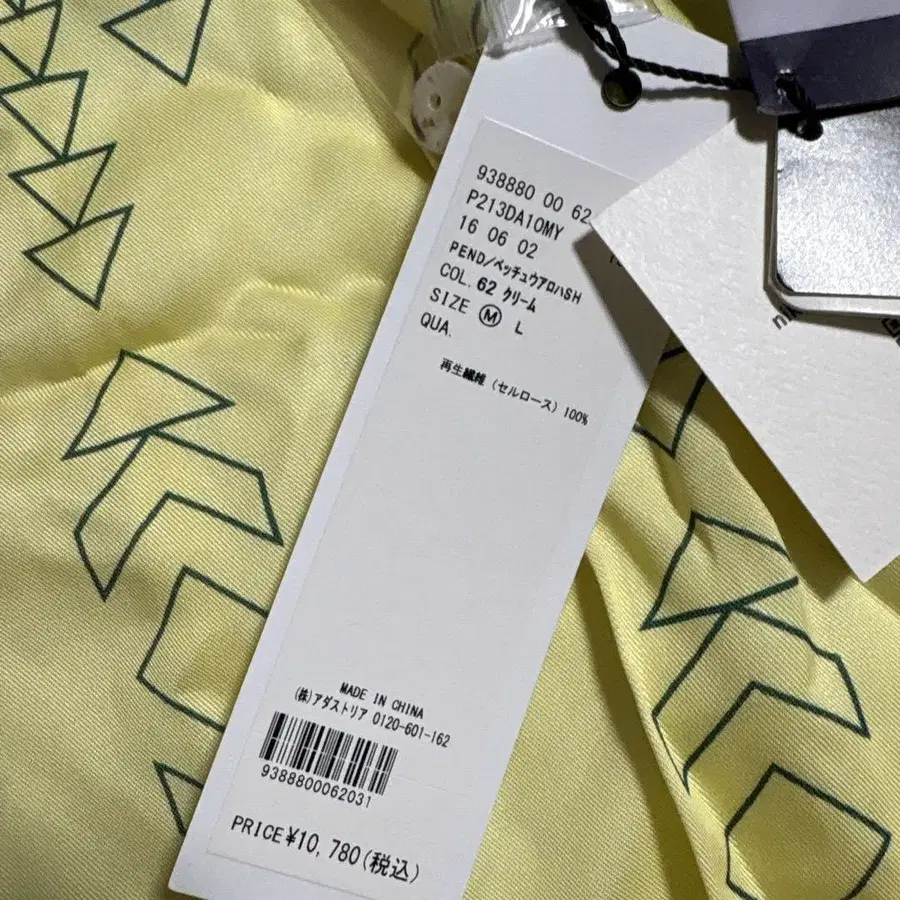 938880 00 62
P213DA10MY
16 06 02
PEND/ペッチュウアロハSH
COL. 62 クリーム
SIZE Ⓜ L
QUA.
再生繊維 (セルロース) 100%
MADE IN CHINA
(株)アダストリア 0120-601-162
9388800062031
PRICE ¥10,780(税込)